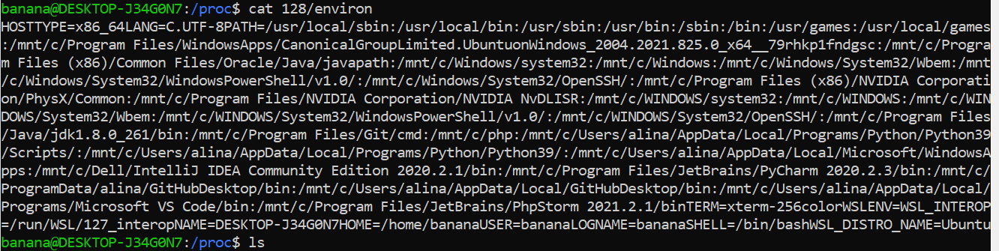 banana@DESKTOP-J34G0N7:/proc$ cat 128/environ
HOSTTYPE=x86_64LANG=C.UTF-8PATH=/usr/local/sbin:/usr/local/bin:/usr/sbin:/usr/bin:/sbin:/bin:/usr/games:/usr/local/games
:/mnt/c/Program Files/WindowsApps/CanonicalGroupLimited.UbuntuonWindows_2004.2021.825.0_x64__79rhkp1fndgsc:/mnt/c/Progra
m Files (x86)/Common Files/Oracle/Java/javapath:/mnt/c/Windows/system32:/mnt/c/Windows:/mnt/c/Windows/System32/Wbem:/mnt
/c/Windows/System32/WindowsPowerShell/v1.0/:/mnt/c/Windows/System32/OpenSSH/:/mnt/c/Program Files (x86)/NVIDIA Corporati
on/PhysX/Common:/mnt/c/Program Files/NVIDIA Corporation/NVIDIA NvDLISR:/mnt/c/WINDOWS/system32:/mnt/c/WINDOWS:/mnt/c/WIN
DOWS/System32/Wbem:/mnt/c/WINDOWS/System32/WindowsPowerShell/v1.0/:/mnt/c/WINDOWS/System32/OpenSSH/:/mnt/c/Program Files
/Java/jdk1.8.0_261/bin:/mnt/c/Program Files/Git/cmd:/mnt/c/php:/mnt/c/Users/alina/AppData/Local/Programs/Python/Python39
/Scripts/:/mnt/c/Users/alina/AppData/Local/Programs/Python/Python39/:/mnt/c/Users/alina/AppData/Local/Microsoft/WindowsA
pps:/mnt/c/Dell/IntelliJ IDEA Community Edition 2020.2.1/bin:/mnt/c/Program Files/JetBrains/PyCharm 2020.2.3/bin:/mnt/c/
ProgramData/alina/GitHubDesktop/bin:/mnt/c/Users/alina/AppData/Local/GitHubDesktop/bin:/mnt/c/Users/alina/AppData/Local/
Programs/Microsoft VS Code/bin:/mnt/c/Program Files/JetBrains/PhpStorm 2021.2.1/binTERM=xterm-256colorWSLENV=WSL_INTEROP
=/run/WSL/127_interopNAME=DESKTOP-J34G0N7HOME=/home/bananaUSER=bananaLOGNAME=bananaSHELL=/bin/bashWSL_DISTRO_NAME=Ubuntu
banana@DESKTOP-J34G0N7:/proc$ ls